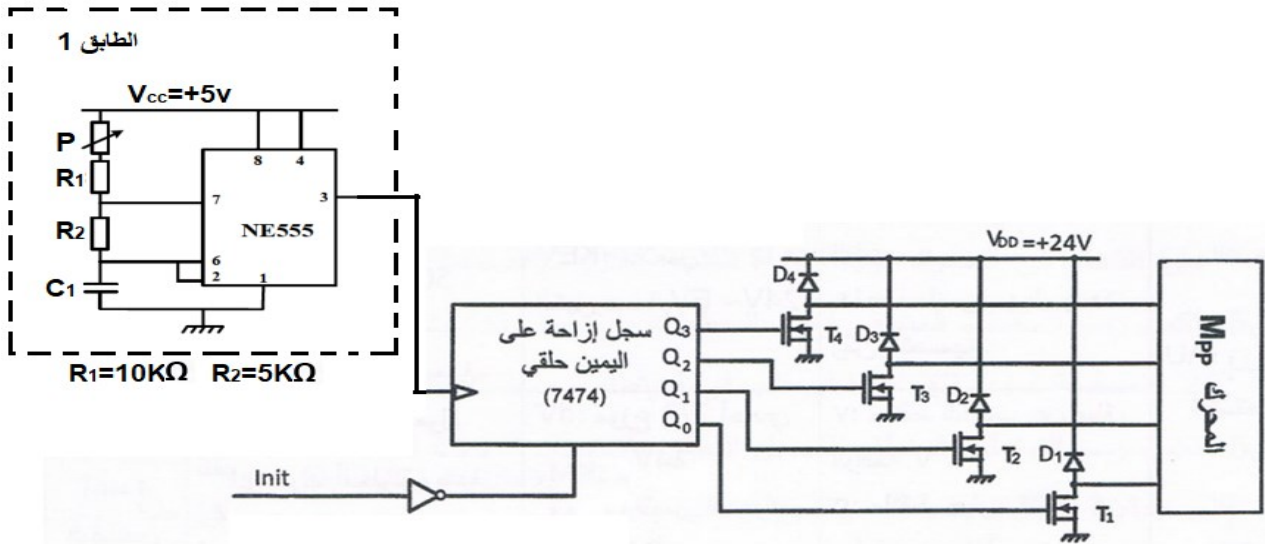 الطابق 1
Vcc=+5v
P
R1
R2
C1
8 4
7
3
6
2
1
NE555
R1=10KΩ R2=5KΩ
سجل إزاحة على
اليمين حلقي
(7474)
Q3
Q2
Q1
Q0
Init
VDD =+24V
D4
T4
D3
T3
D2
T2
D1
T1
المحرك Mpp